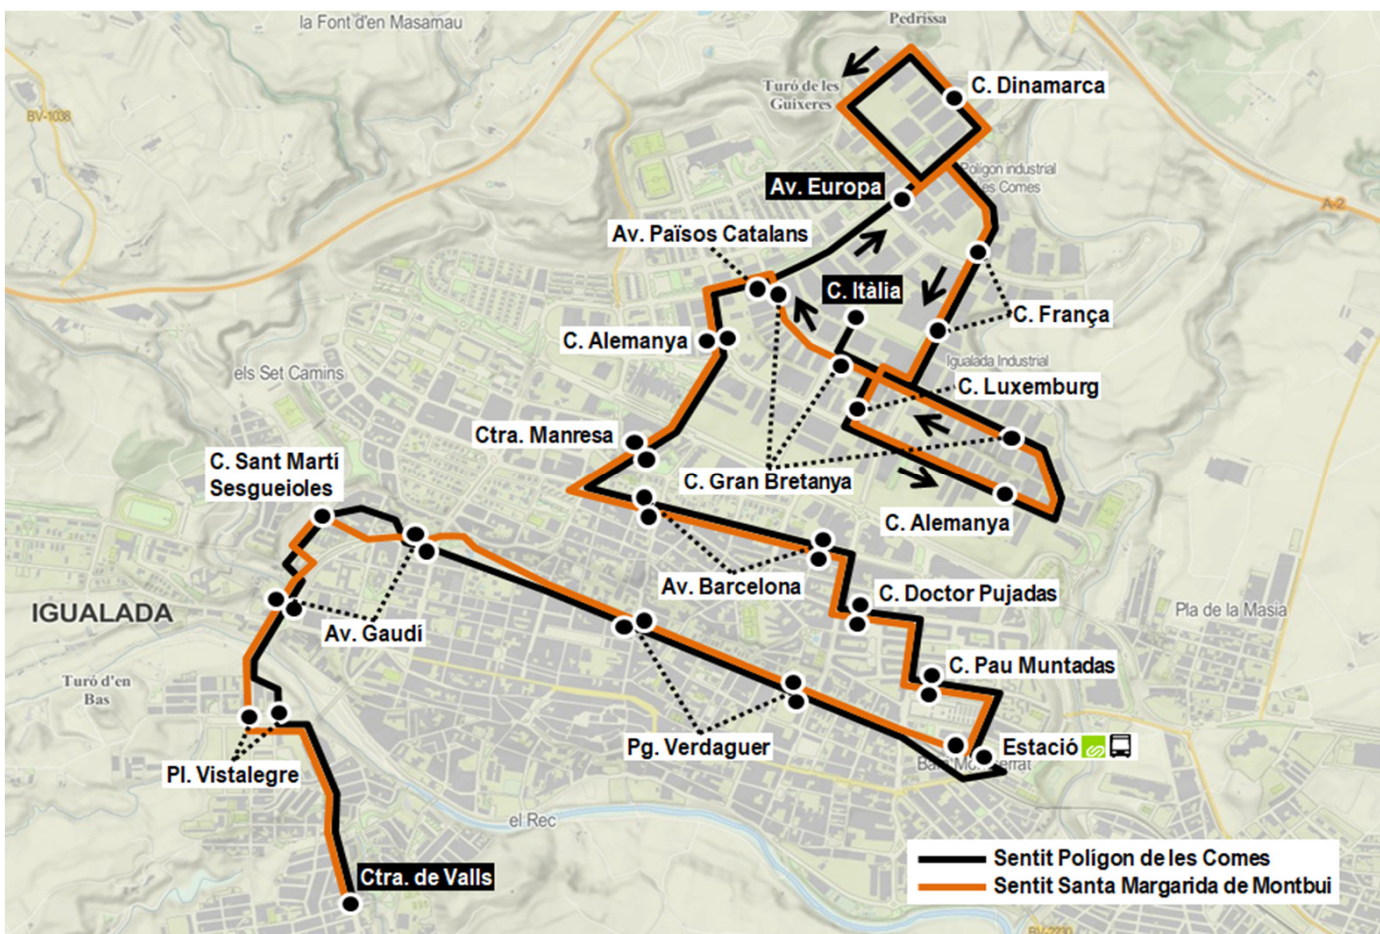 la Font d'en Masarnau
Pedrissa
Turó de les
Guixeres
C. Dinamarca
BV-1038
Polígon industrial
Les Comes
Av. Europa
A-2
Av. Països Catalans
C. Itàlia
C. França
C. Alemanya
Igualada Industrial
els Set Camins
C. Luxemburg
Ctra. Manresa
C. Sant Martí
Sesgueioles
C. Gran Bretanya
C. Alemanya
Av. Barcelona
C. Doctor Pujadas
IGUALADA
Pla de la Masia
Av. Gaudí
C. Pau Muntadas
Turó d'en
Bas
Pg. Verdaguer
Estació
Pl. Vistalegre
el Rec
Sentit Polígon de les Comes
Ctra. de Valls
Sentit Santa Margarida de Montbui
BV-2230